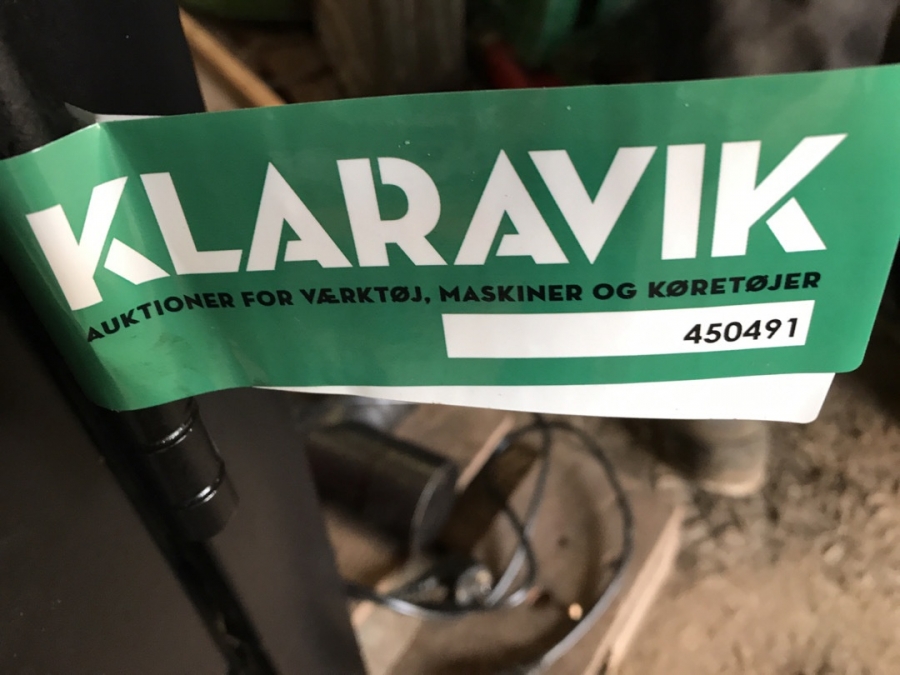 KLARAVIK
AUKTIONER FOR VÆRKTØJ, MASKINER OG KØRETØJER
450491